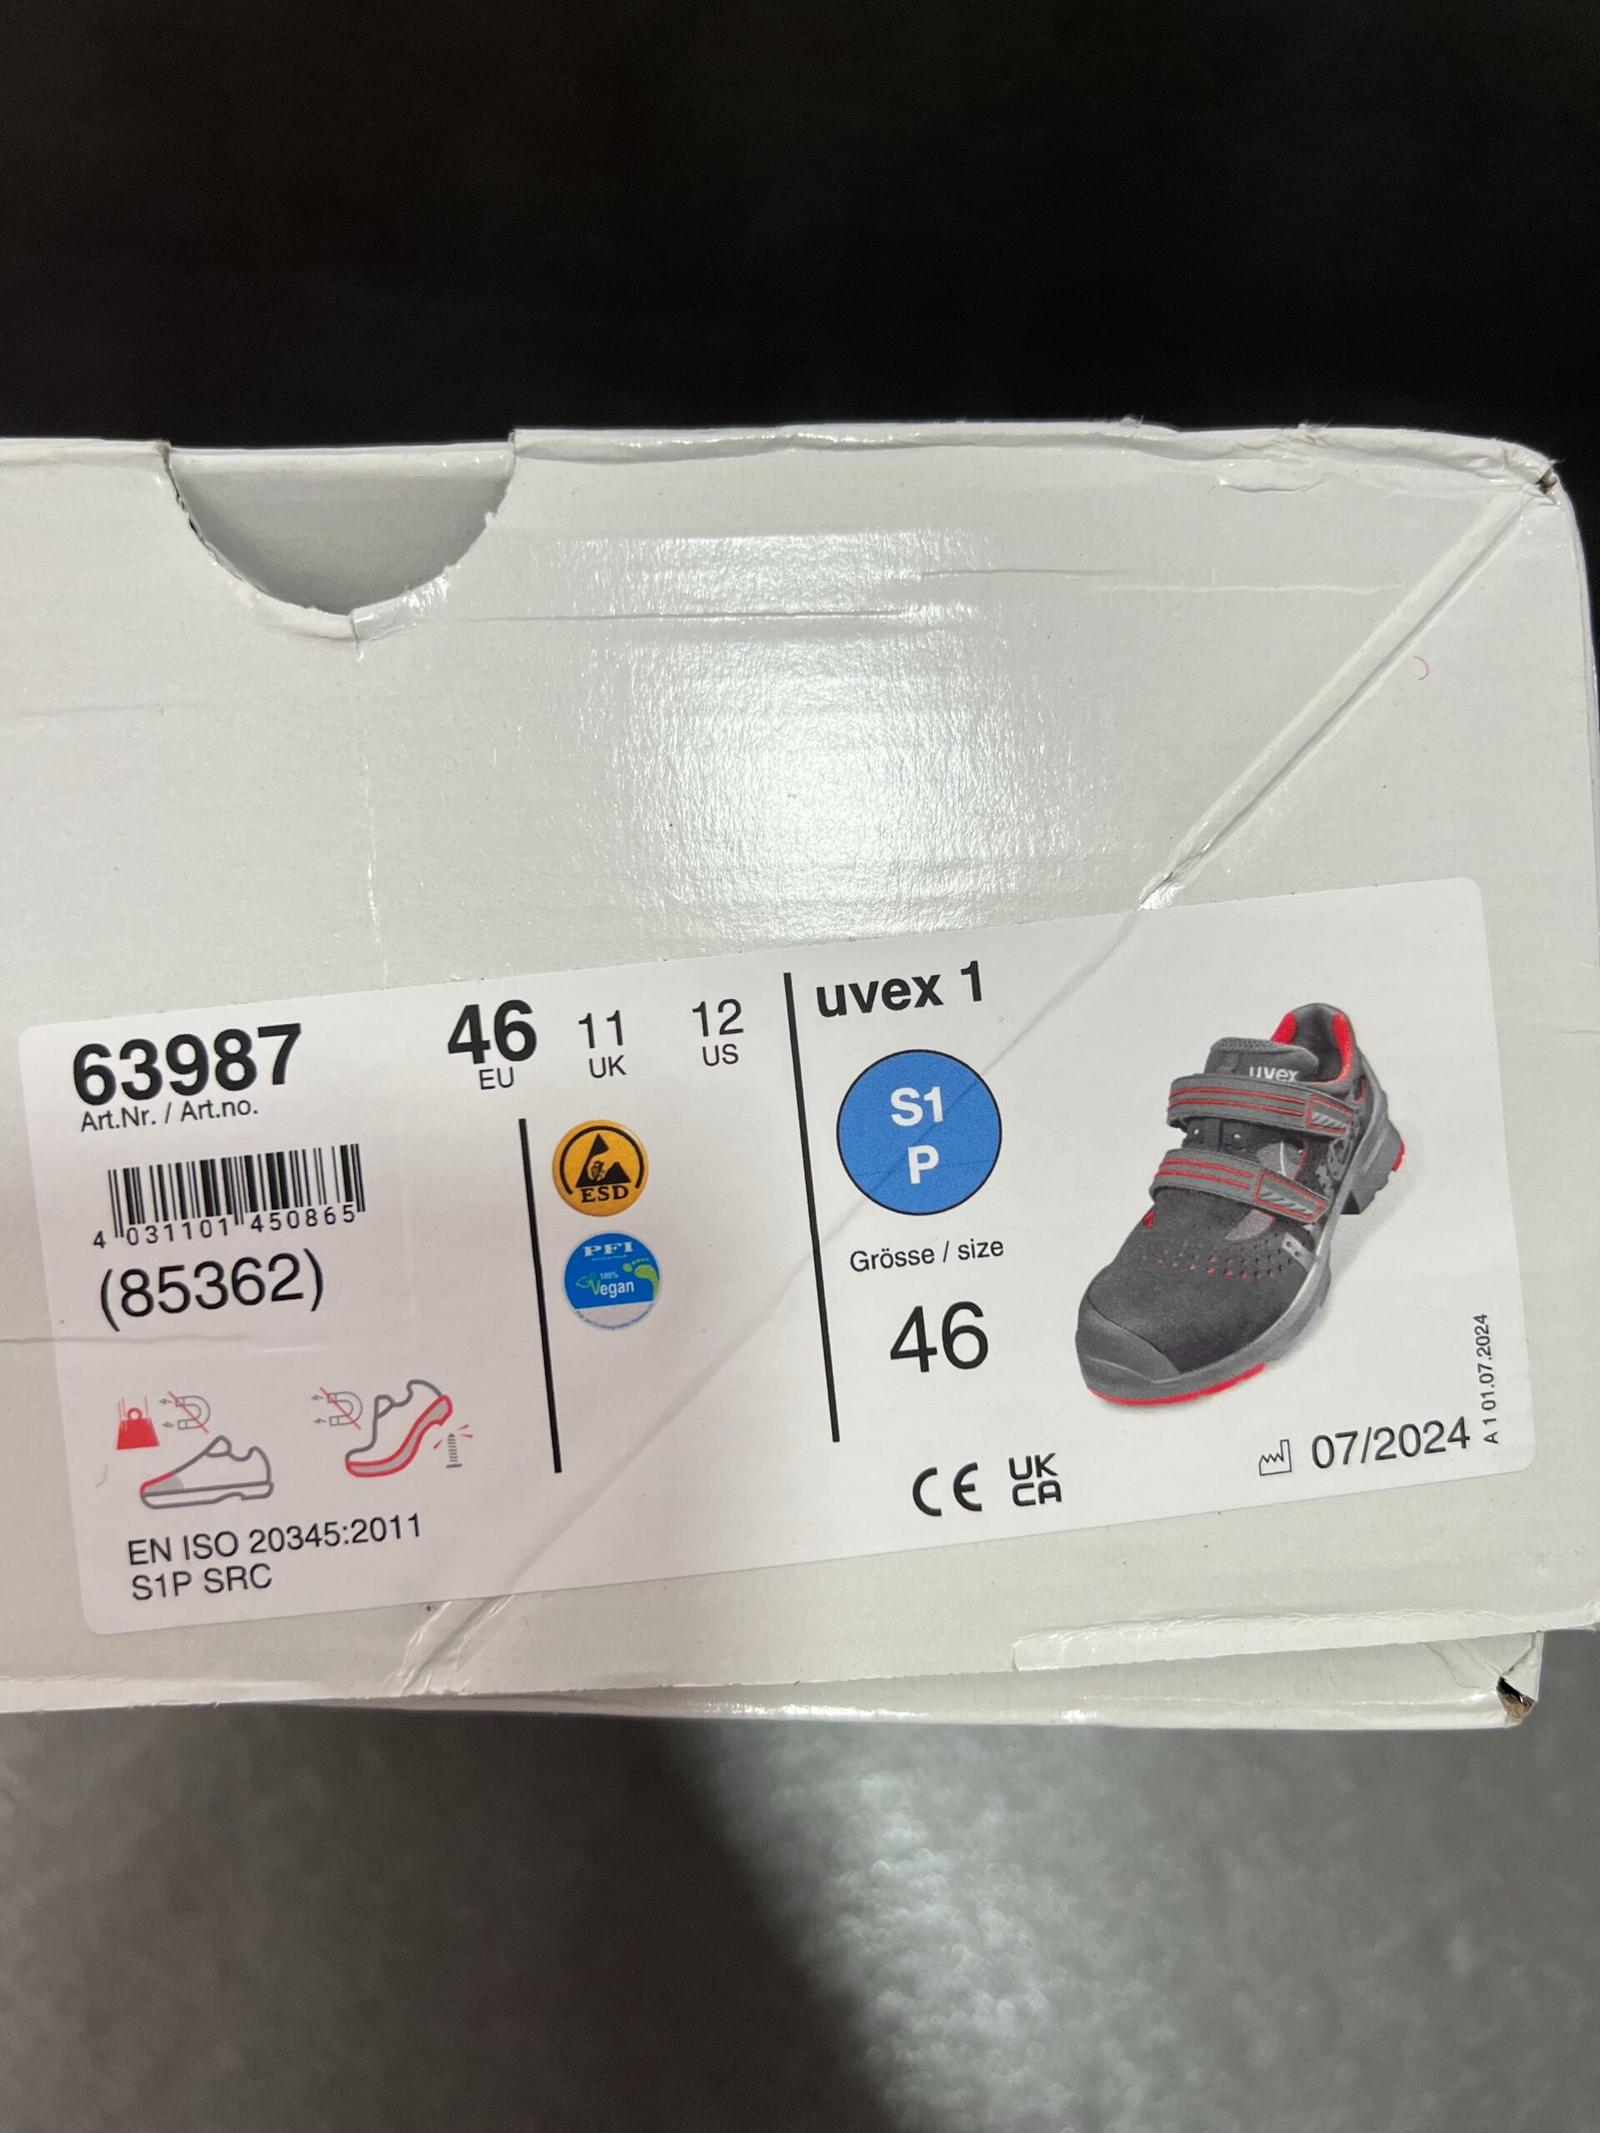 63987
Art.Nr. / Art.no.
46
EU
11
UK
12
US
4 031101 450865
(85362)
EN ISO 20345:2011
S1P SRC
ESD
PFI
100%
Vegan
uvex 1
S1
P
Grösse / size
46
CE
UK
CA
uvex
07/2024
A 1 01.07.2024